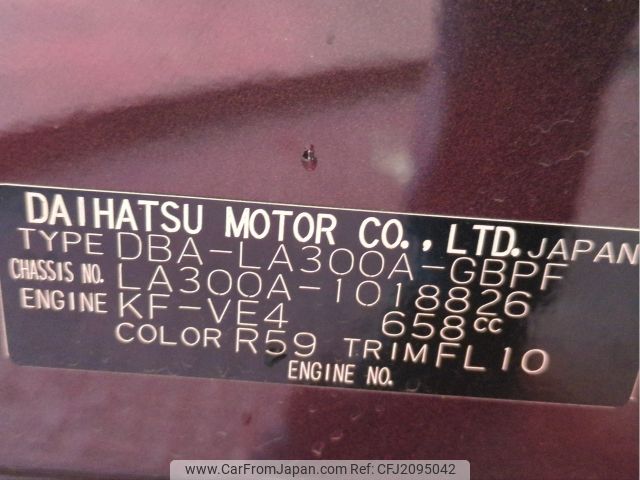 DAIHATSU MOTOR CO., LTD. JAPAN
TYPE DBA-LA300A-GBPF
CHASSIS NO. LA300A-1018826
ENGINE KF-VE4 658cc
COLOR R59 TRIM FL10
ENGINE NO.
www.CarFromJapan.com | Ref: CFJ2095042